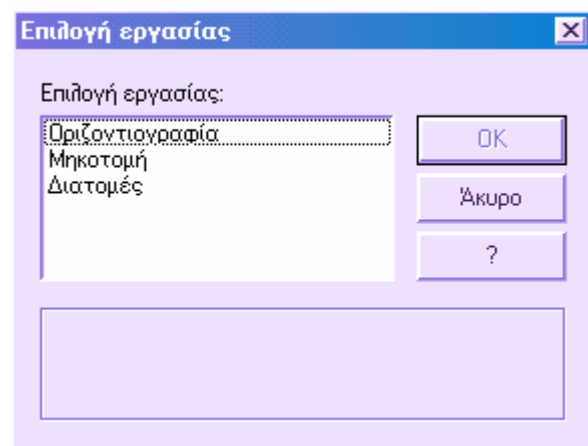 Επιλογή εργασίας
Επιλογή εργασίας:
Οριζοντιογραφία
Μηκοτομή
Διατομές
OK
Άκυρο
?